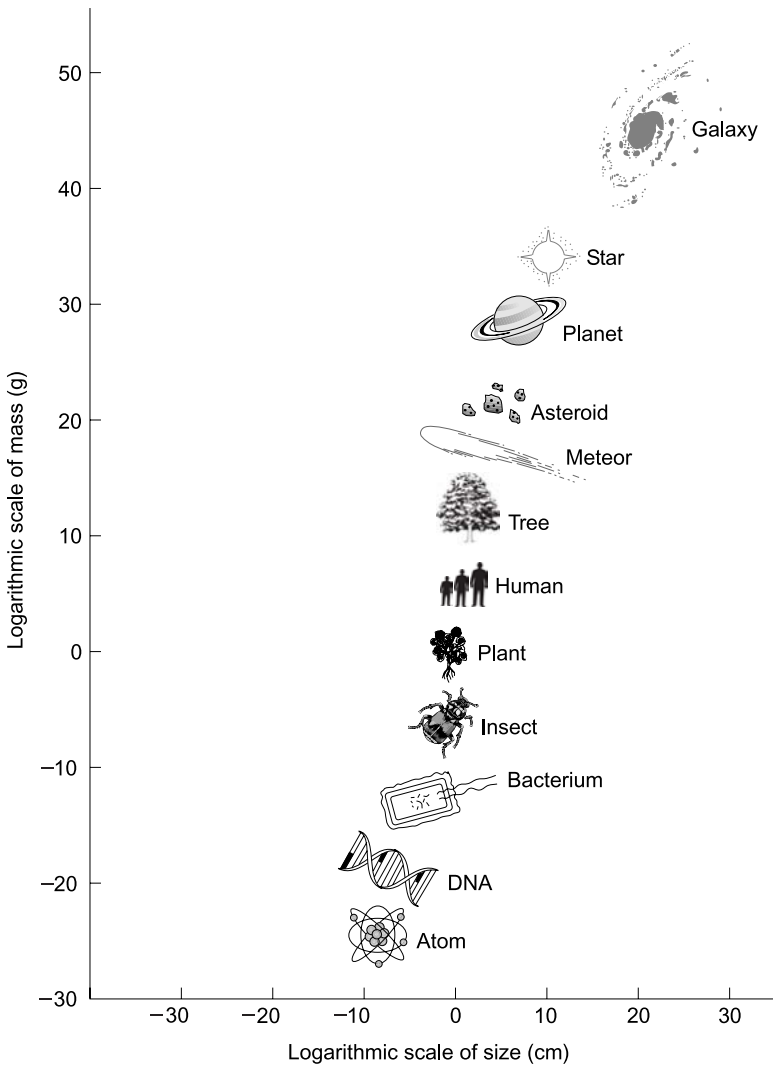 50
Galaxy
40
Star
30
Planet
Asteroid
20
Meteor
Tree
10
Human
0
Plant
Insect
−10
Bacterium
−20
DNA
Atom
−30
−30 −20 −10 0 10 20 30
Logarithmic scale of size (cm)
Logarithmic scale of mass (g)